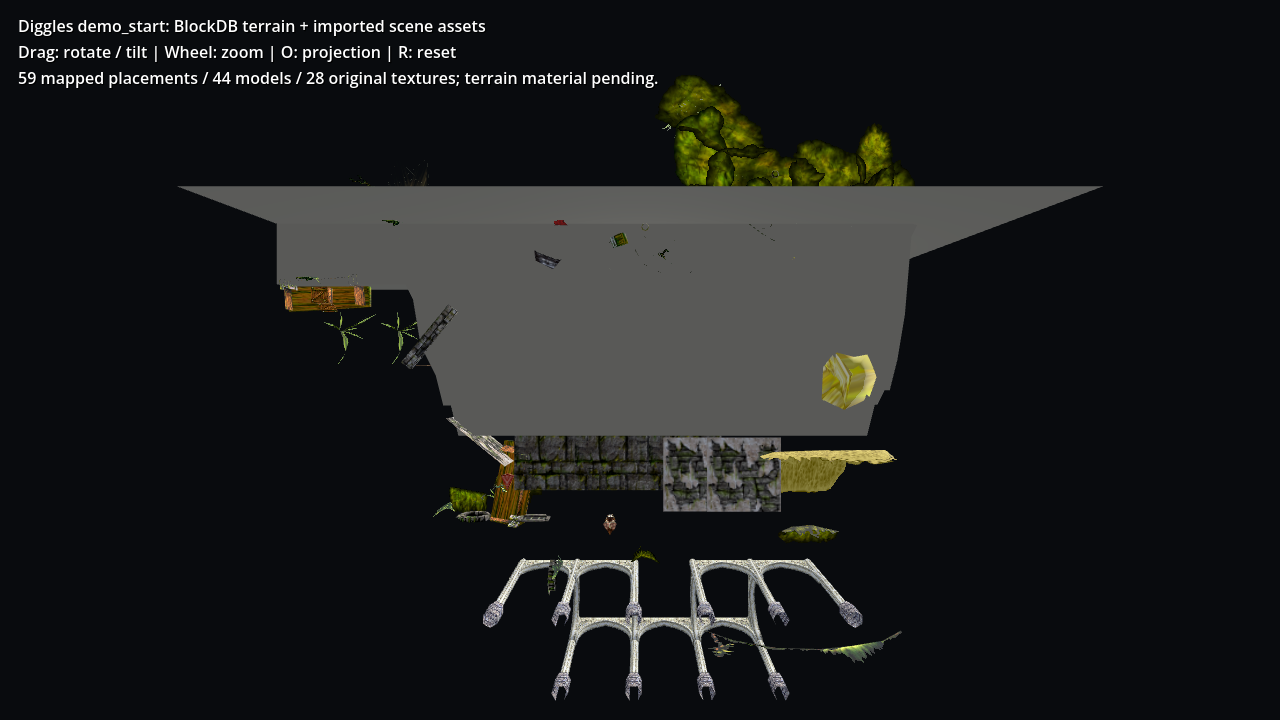 Diggles demo_start: BlockDB terrain + imported scene assets
Drag: rotate / tilt | Wheel: zoom | O: projection | R: reset
59 mapped placements / 44 models / 28 original textures; terrain material pending.